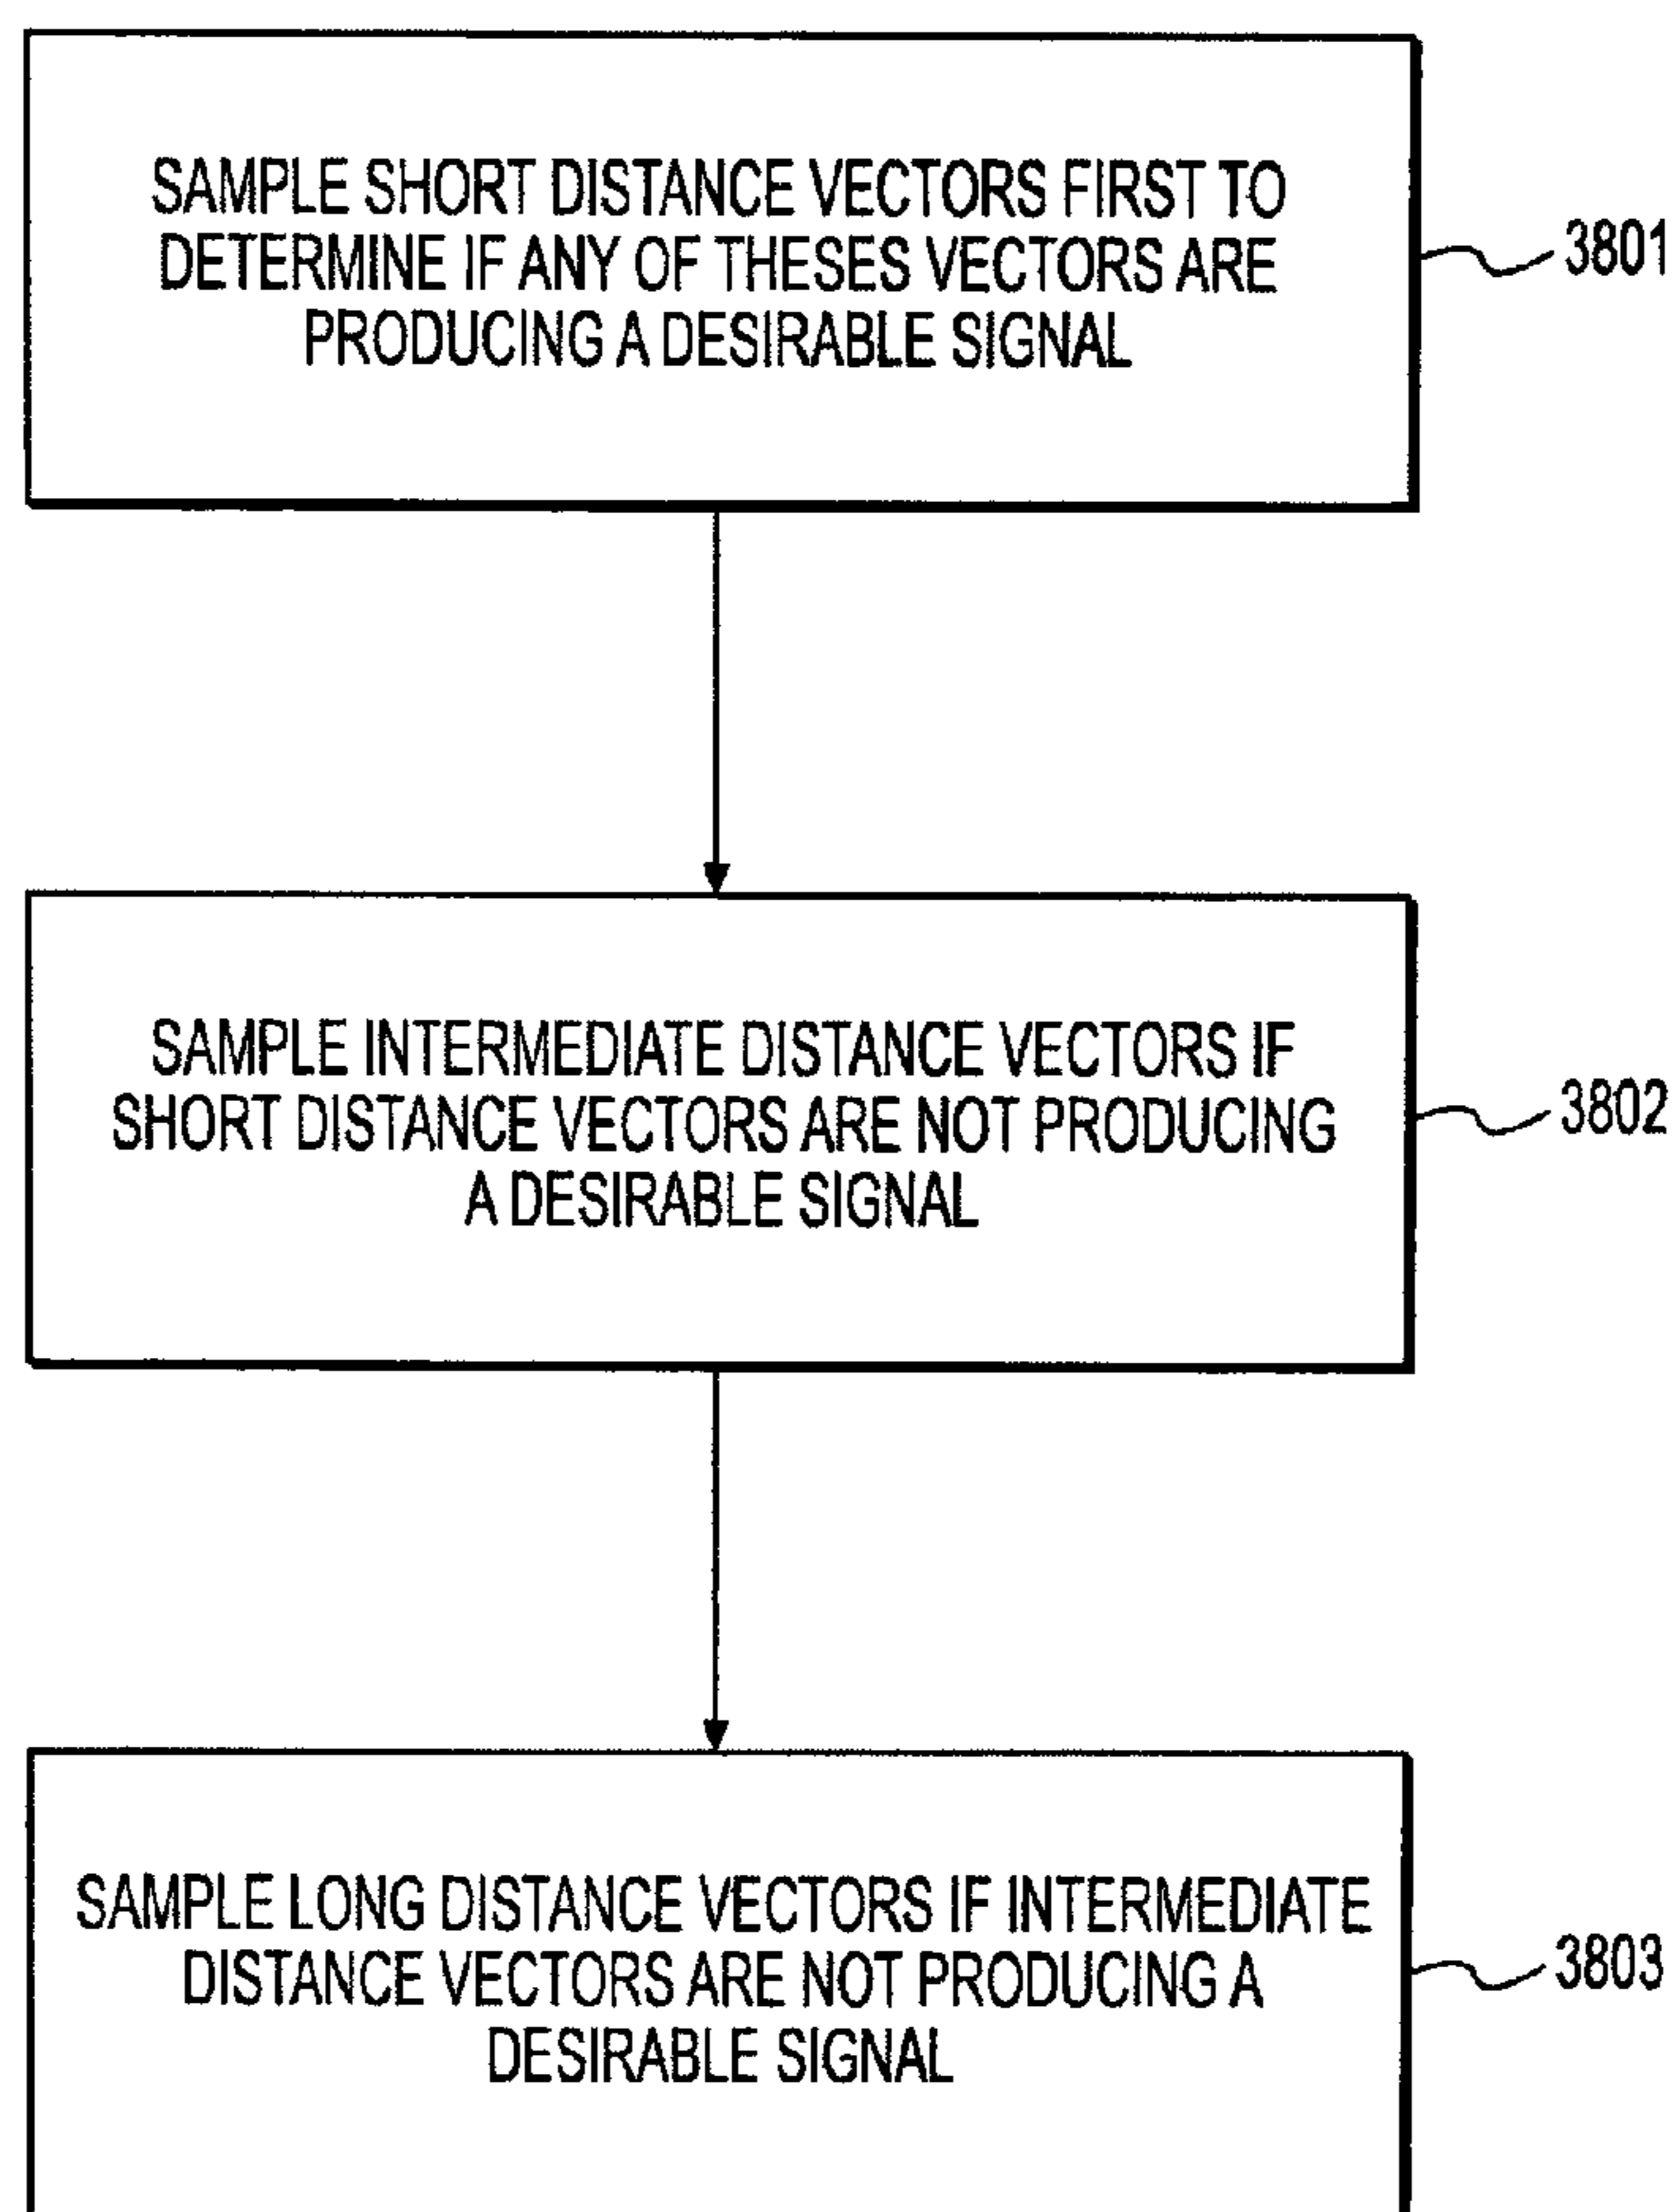 SAMPLE SHORT DISTANCE VECTORS FIRST TO
DETERMINE IF ANY OF THESES VECTORS ARE
PRODUCING A DESIRABLE SIGNAL
3801
SAMPLE INTERMEDIATE DISTANCE VECTORS IF
SHORT DISTANCE VECTORS ARE NOT PRODUCING
A DESIRABLE SIGNAL
3802
SAMPLE LONG DISTANCE VECTORS IF INTERMEDIATE
DISTANCE VECTORS ARE NOT PRODUCING A
DESIRABLE SIGNAL
3803